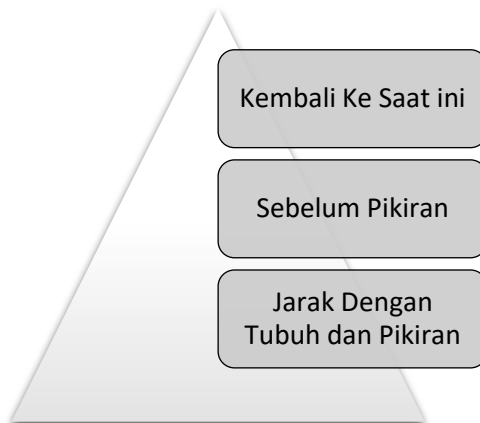 Kembali Ke Saat ini
Sebelum Pikiran
Jarak Dengan
Tubuh dan Pikiran